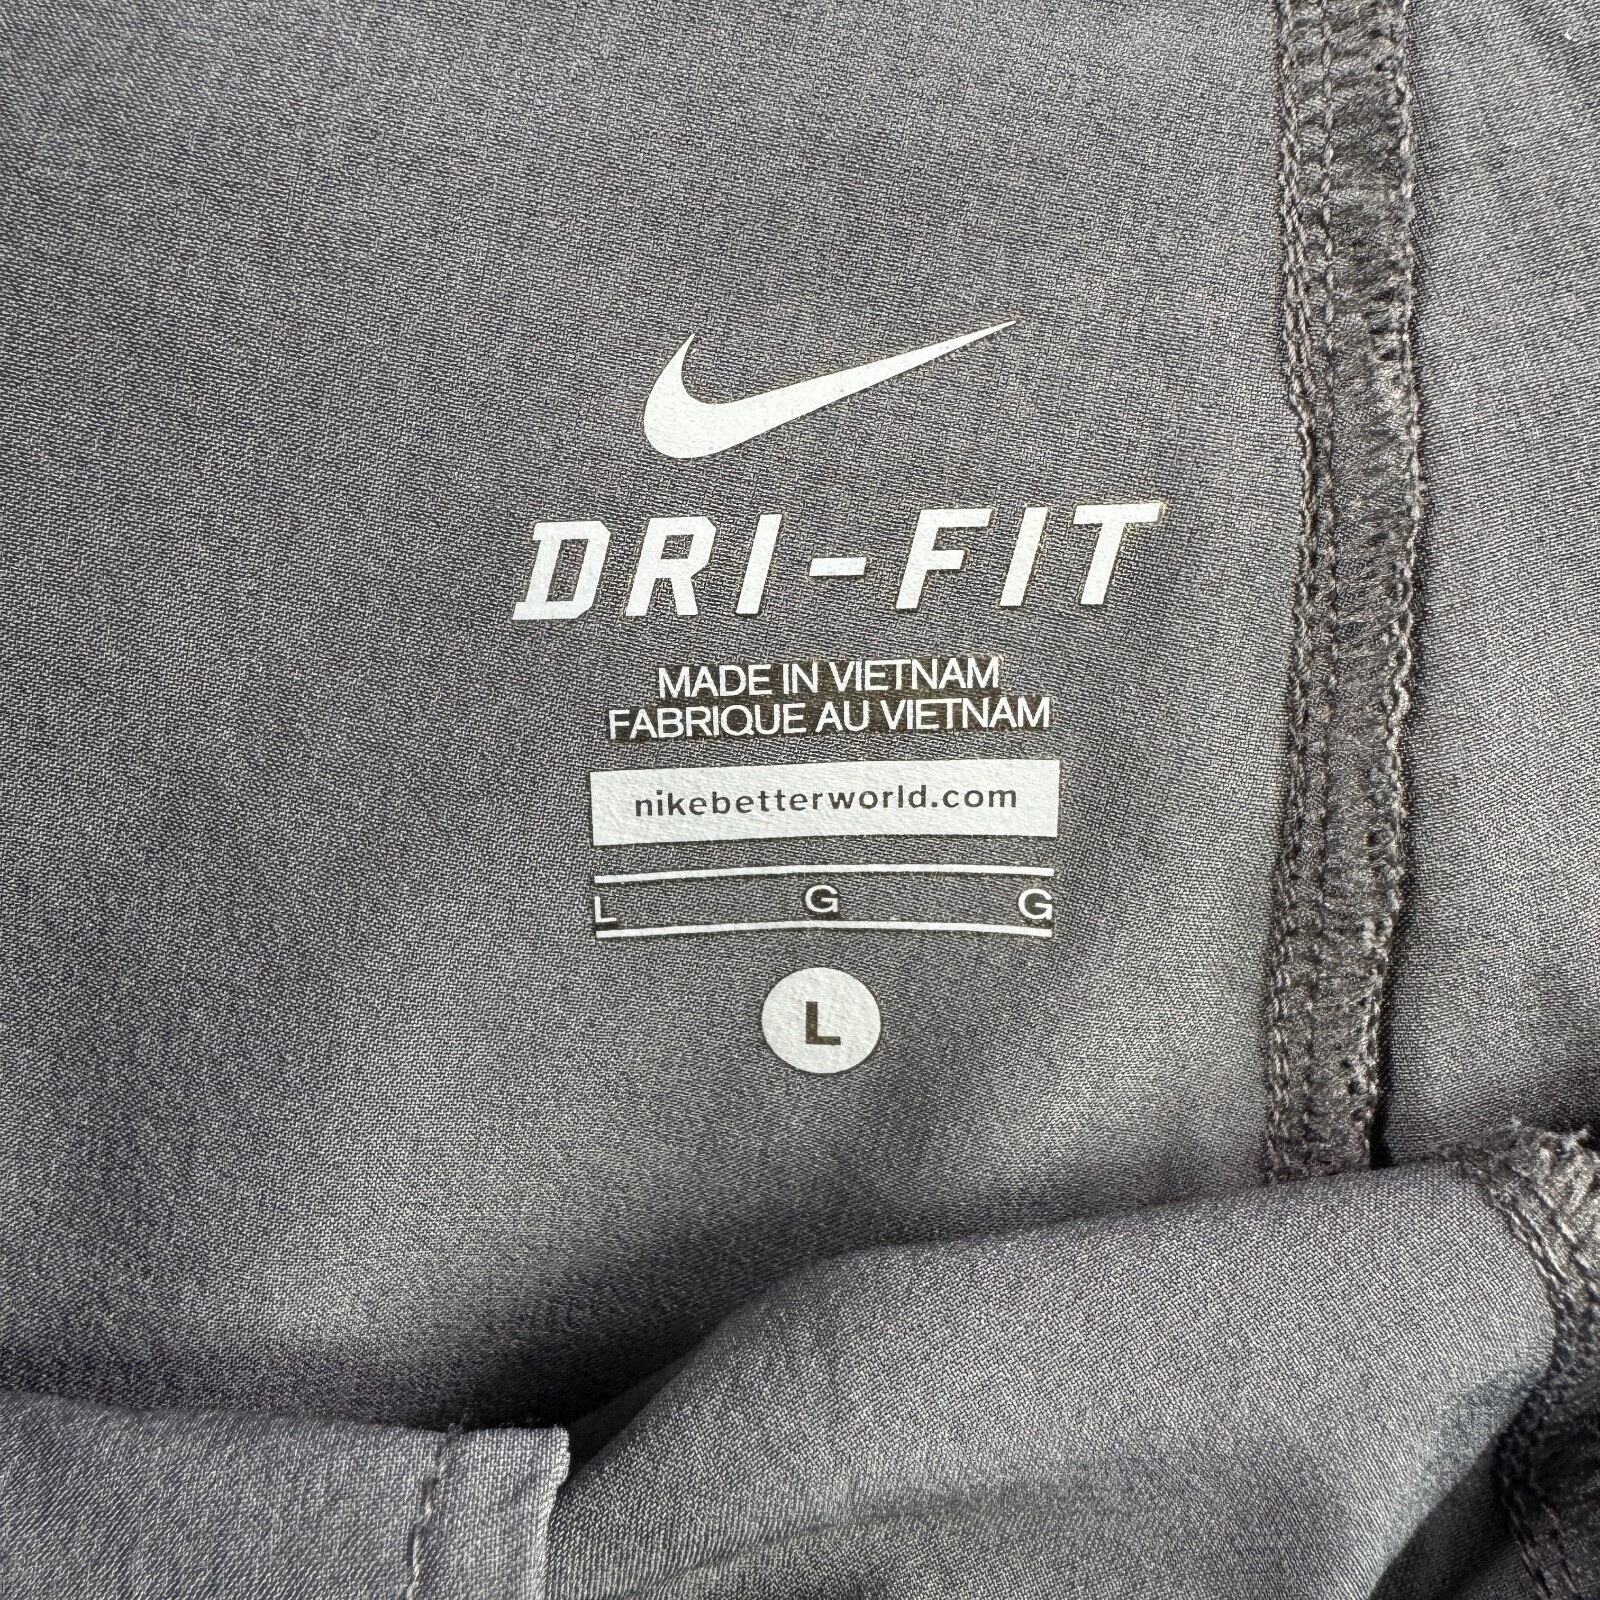 DRI-FIT
MADE IN VIETNAM
FABRIQUE AU VIETNAM
nikebetterworld.com
L G G
L